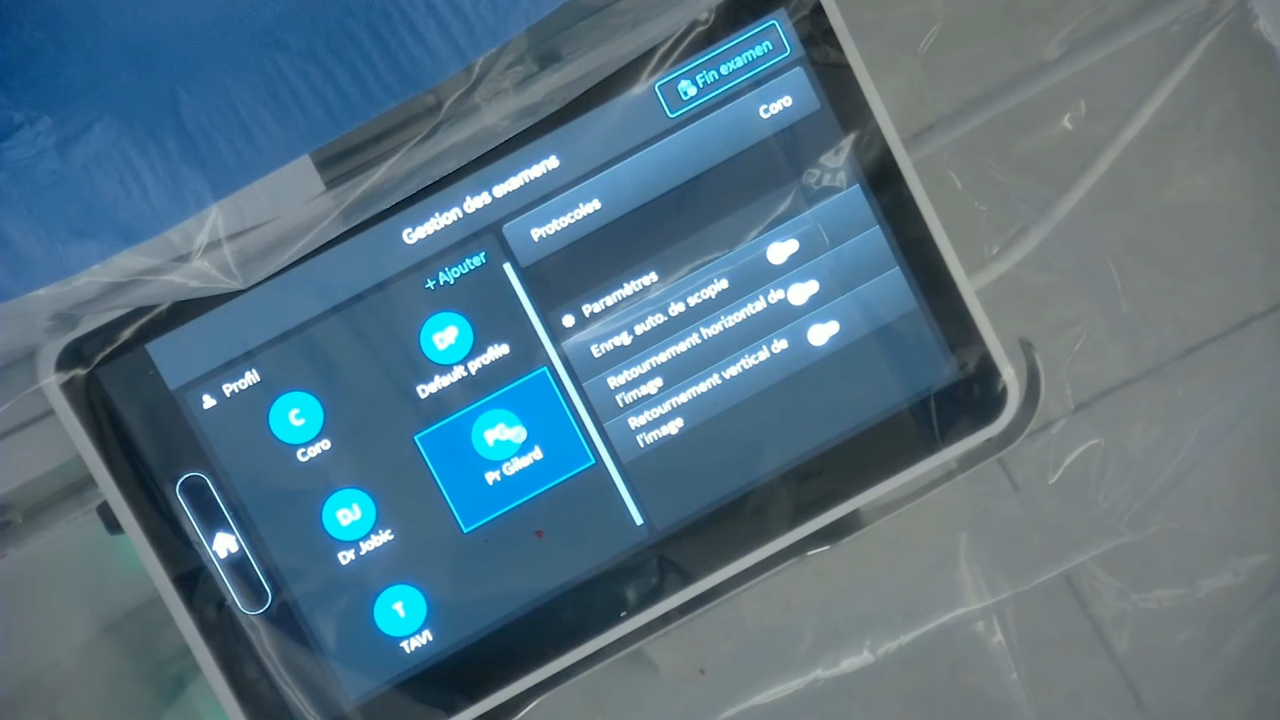 Gestion des examens
Fin examen
Profil
+ Ajouter
C
Coro
DP
Default profile
DJ
Dr Jobic
PG
Pr Gilard
T
TAVI
Protocoles
Coro
Paramètres
Enreg. auto. de scopie
Retournement horizontal de
l'image
Retournement vertical de
l'image